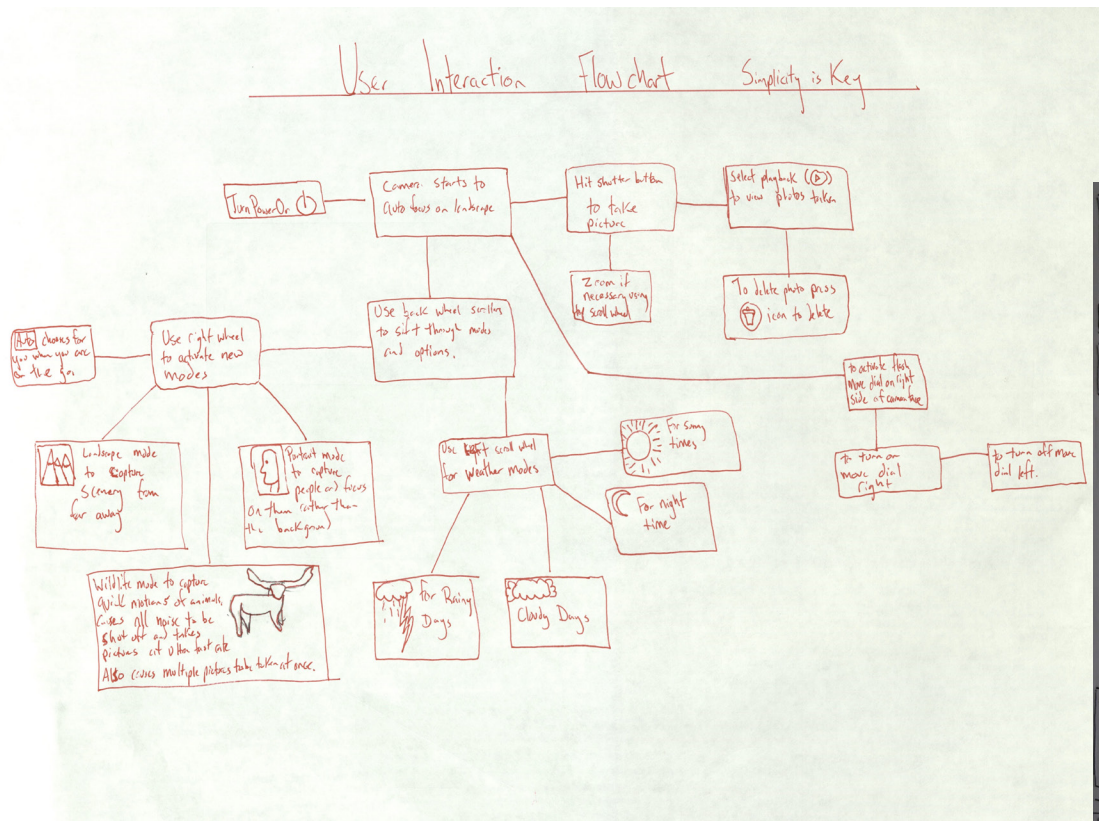 User Interaction Flowchart Simplicity is Key
Turn Power On
Camera starts to
auto focus on landscape
Hit shutter button
to take
picture
Select playback ( )
to view photos taken
Zoom if
necessary using
by scroll wheel
To delete photo press
icon to delete
Auto chooses for
you when you are
on the go
Use right wheel
to activate new
modes
Use back wheel scrolling
to sift through modes
and options.
to activate flash
move dial on right
side of camera
to turn on
move dial
right
to turn off move
dial left.
Landscape mode
to capture
Scenery from
far away
Portrait mode
to capture
people and focus
on them rather than
the background
Use left scroll wheel
for weather modes
For sunny
times
For night
time
Wildlife mode to capture
quick motions of animals.
Causes all noise to be
shut off and takes
pictures at ultra fast rate
Also causes multiple pictures to be taken at once.
for Rainy
Days
Cloudy Days